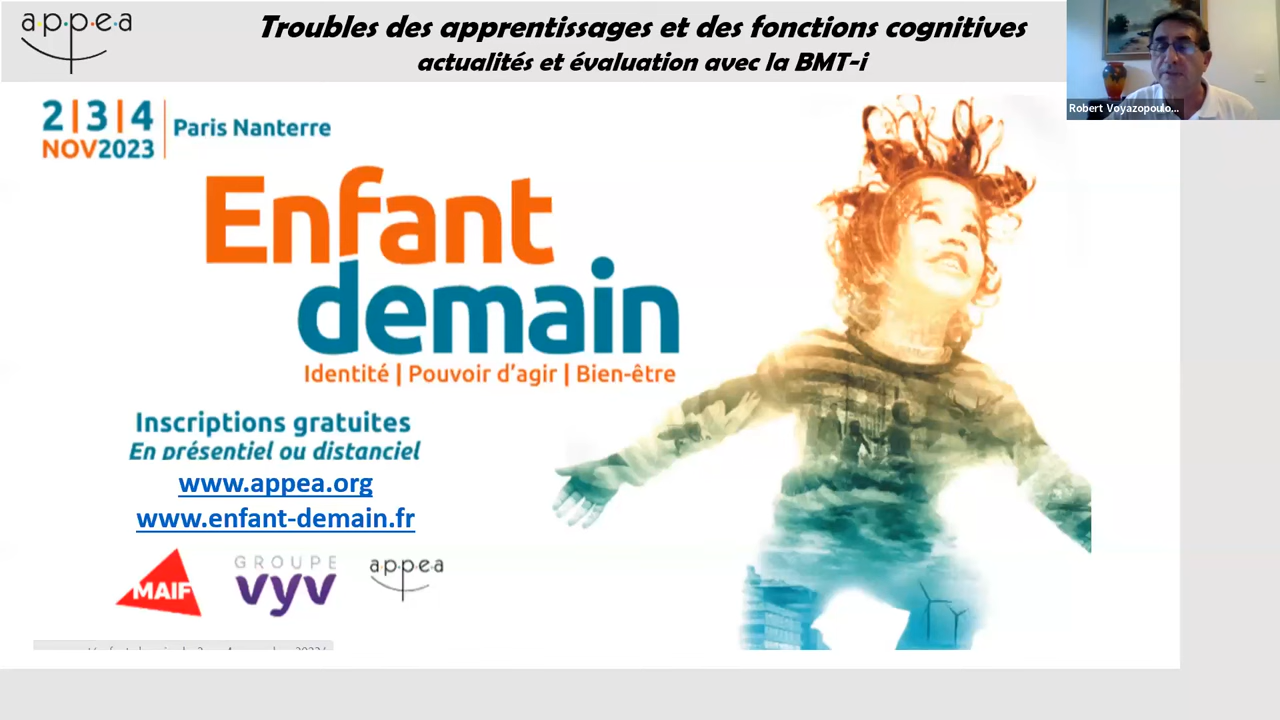 appea
Troubles des apprentissages et des fonctions cognitives
actualités et évaluation avec la BMT-i
Robert Voyazopoulo...
2|3|4
NOV2023
Paris Nanterre
Enfant
demain
Identité | Pouvoir d'agir | Bien-être
Inscriptions gratuites
En présentiel ou distanciel
www.appea.org
www.enfant-demain.fr
MAIF
GROUPE
vyv
appea